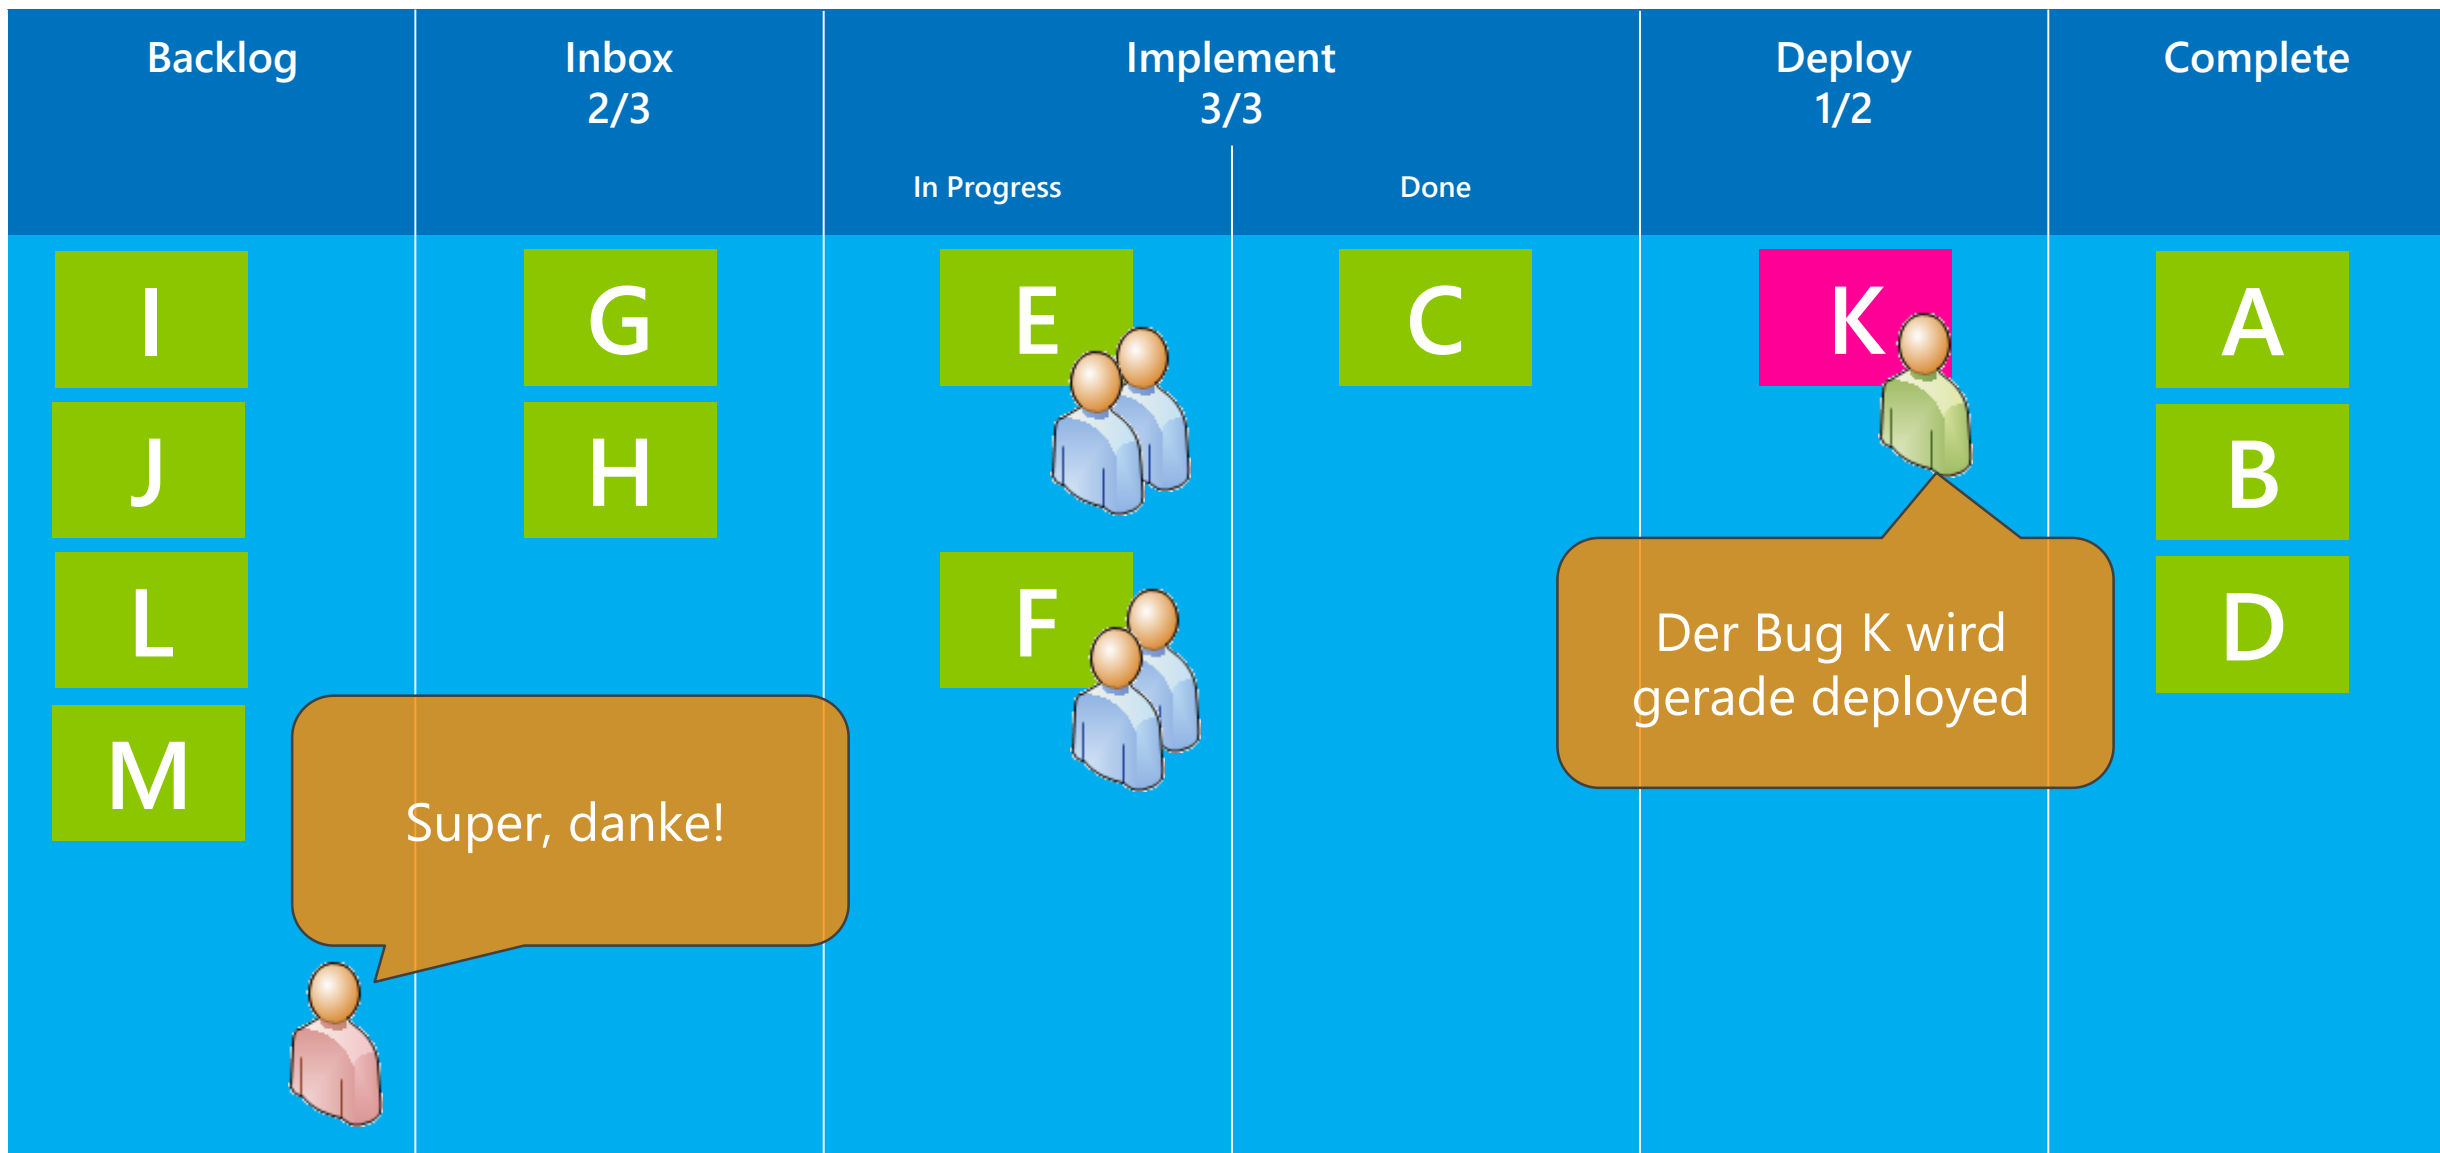 Backlog
Inbox
2/3
Implement
3/3
In Progress
Done
Deploy
1/2
Complete
I
G
E
C
K
A
J
H
B
L
F
D
M
Der Bug K wird
gerade deployed
Super, danke!